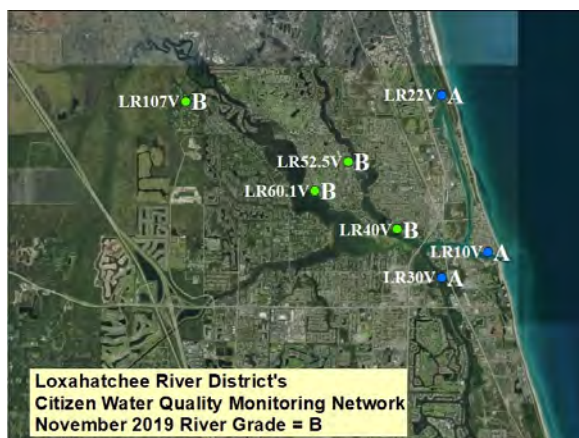 LR22V A
LR107V B
LR52.5V B
LR60.1V B
LR40V B
LR10V A
LR30V A
Loxahatchee River District's
Citizen Water Quality Monitoring Network
November 2019 River Grade = B